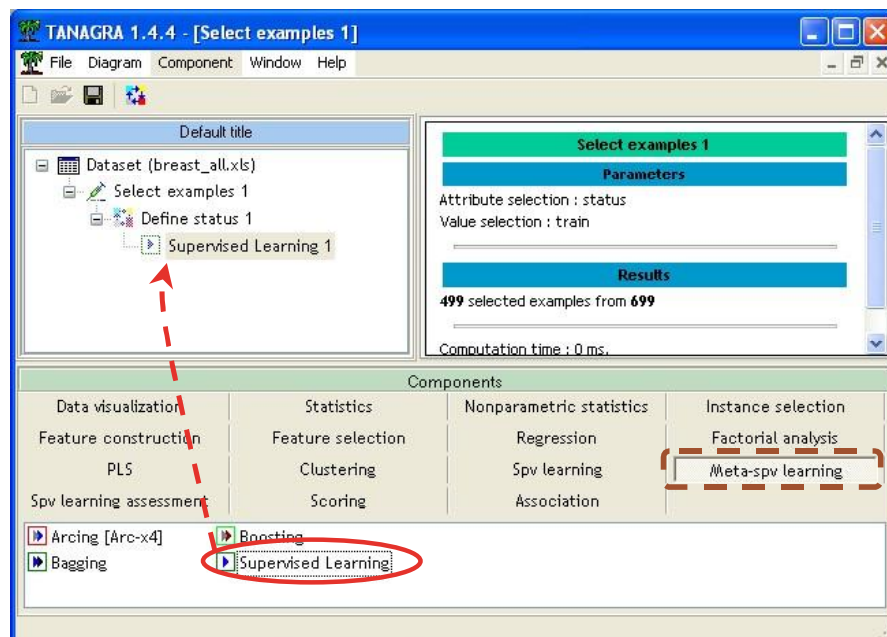 TANAGRA 1.4.4 - [Select examples 1]
File Diagram Component Window Help
Default title
Dataset (breast_all.xls)
Select examples 1
Define status 1
Supervised Learning 1
Select examples 1
Parameters
Attribute selection : status
Value selection : train
Results
499 selected examples from 699
Computation time : 0 ms.
Components
Data visualization Statistics Nonparametric statistics Instance selection
Feature construction Feature selection Regression Factorial analysis
PLS Clustering Spv learning Meta-spv learning
Spv learning assessment Scoring Association
Arcing [Arc-x4] Boosting
Bagging Supervised Learning